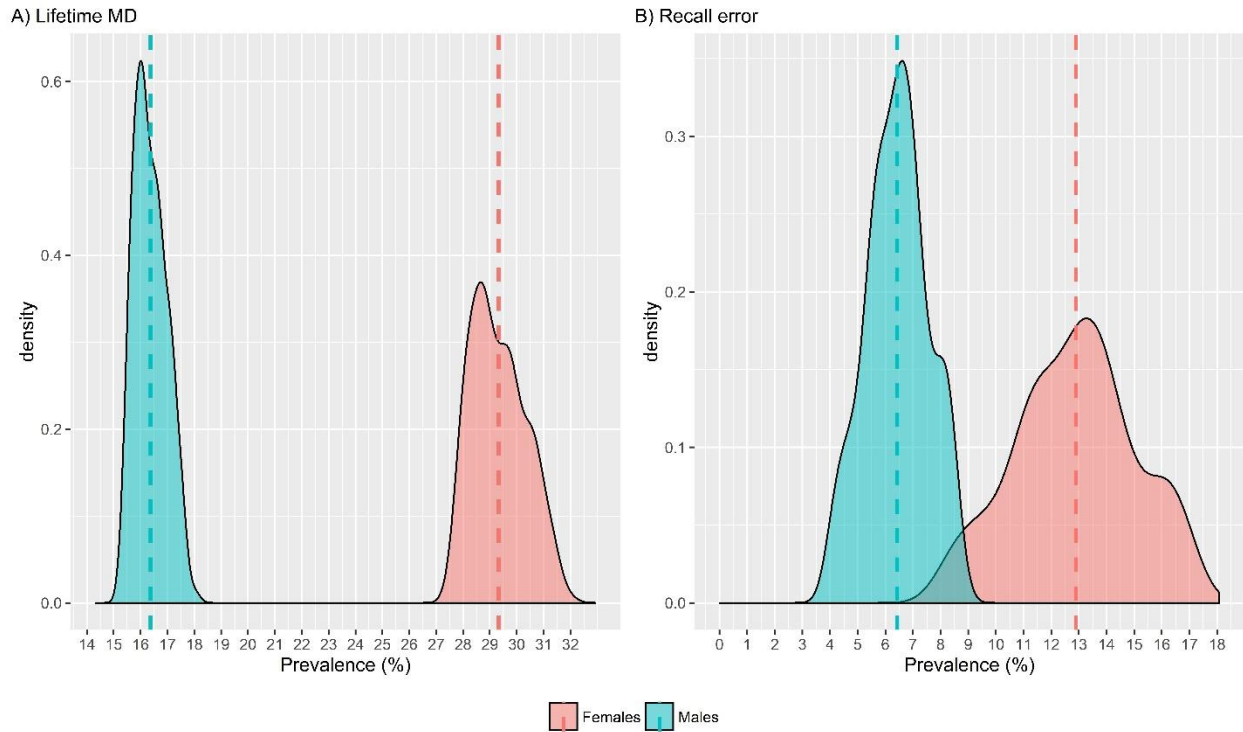 A) Lifetime MD
B) Recall error
0.6
0.4
0.2
0.0
density
14 15 16 17 18 19 20 21 22 23 24 25 26 27 28 29 30 31 32
Prevalence (%)
0.3
0.2
0.1
0.0
density
0 1 2 3 4 5 6 7 8 9 10 11 12 13 14 15 16 17 18
Prevalence (%)
Females Males